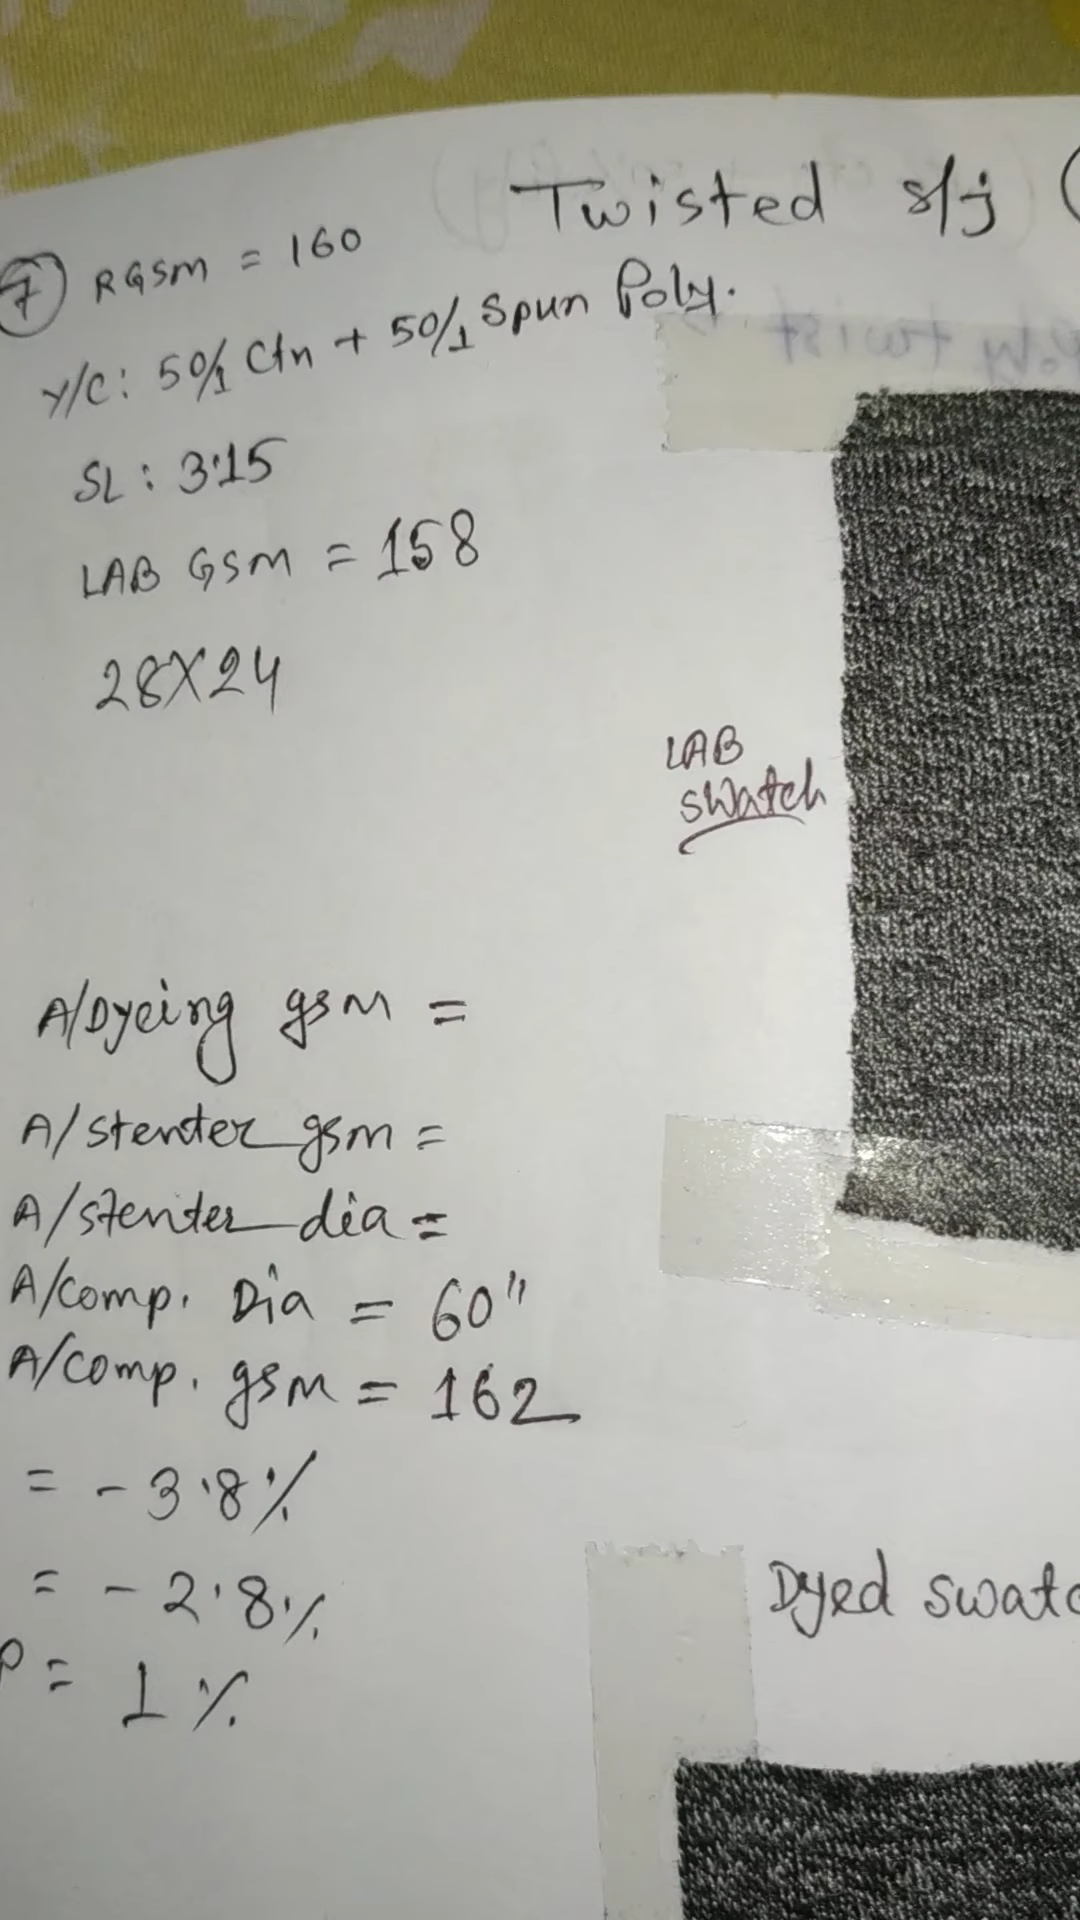 Twisted s/j (
7 RGSM = 160
Y/C: 50/1 Ctn + 50/1 Spun Poly.
SL : 3.15
LAB GSM = 158
28X24
LAB
swatch
A/Dyeing gsm =
A/stenter gsm =
A/stenter dia =
A/comp. Dia = 60"
A/comp. gsm = 162
= - 3.8%
= - 2.8%
P = 1%
Dyed swatc